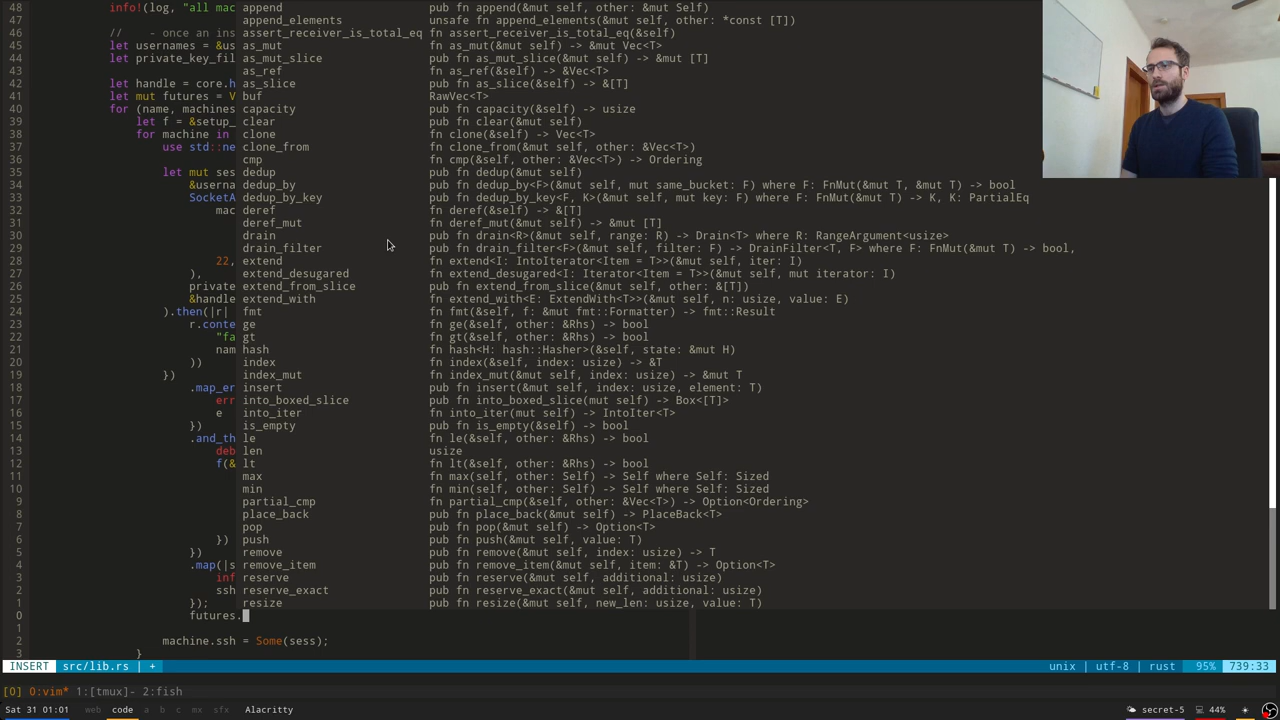 48 info!(log, "all mac append pub fn append(&mut self, other: &mut Self)
47 append_elements unsafe fn append_elements(&mut self, other: *const [T])
46 // - once an ins assert_receiver_is_total_eq fn assert_receiver_is_total_eq(&self)
45 let usernames = &us as_mut fn as_mut(&mut self) -> &mut Vec<T>
44 let private_key_fil as_mut_slice pub fn as_mut_slice(&mut self) -> &mut [T]
43 as_ref fn as_ref(&self) -> &Vec<T>
42 let handle = core.h as_slice pub fn as_slice(&self) -> &[T]
41 let mut futures = V buf RawVec<T>
40 for (name, machines capacity pub fn capacity(&self) -> usize
39 let f = &setup_ clear pub fn clear(&mut self)
38 for machine in clone fn clone(&self) -> Vec<T>
37 use std::ne clone_from fn clone_from(&mut self, other: &Vec<T>)
36 cmp fn cmp(&self, other: &Vec<T>) -> Ordering
35 let mut ses dedup pub fn dedup(&mut self)
34 &userna dedup_by pub fn dedup_by<F>(&mut self, mut same_bucket: F) where F: FnMut(&mut T, &mut T) -> bool
33 SocketA dedup_by_key pub fn dedup_by_key<F, K>(&mut self, mut key: F) where F: FnMut(&mut T) -> K, K: PartialEq
32 mac deref fn deref(&self) -> &[T]
31 deref_mut fn deref_mut(&mut self) -> &mut [T]
30 drain pub fn drain<R>(&mut self, range: R) -> Drain<T> where R: RangeArgument<usize>
29 drain_filter pub fn drain_filter<F>(&mut self, filter: F) -> DrainFilter<T, F> where F: FnMut(&mut T) -> bool,
28 22, extend fn extend<I: IntoIterator<Item = T>>(&mut self, iter: I)
27 ), extend_desugared fn extend_desugared<I: Iterator<Item = T>>(&mut self, mut iterator: I)
26 private extend_from_slice pub fn extend_from_slice(&mut self, other: &[T])
25 &handle extend_with fn extend_with<E: ExtendWith<T>>(&mut self, n: usize, value: E)
24 ).then(|r| fmt fn fmt(&self, f: &mut fmt::Formatter) -> fmt::Result
23 r.conte ge fn ge(&self, other: &Rhs) -> bool
22 "fa gt fn gt(&self, other: &Rhs) -> bool
21 nam hash fn hash<H: hash::Hasher>(&self, state: &mut H)
20 )) index fn index(&self, index: usize) -> &T
19 }) index_mut fn index_mut(&mut self, index: usize) -> &mut T
18 .map_er insert pub fn insert(&mut self, index: usize, element: T)
17 err into_boxed_slice pub fn into_boxed_slice(mut self) -> Box<[T]>
16 e into_iter fn into_iter(self) -> IntoIter<T>
15 }) is_empty pub fn is_empty(&self) -> bool
14 .and_th le fn le(&self, other: &Rhs) -> bool
13 deb len usize
12 f(& lt fn lt(&self, other: &Rhs) -> bool
11 max fn max(self, other: Self) -> Self where Self: Sized
10 min fn min(self, other: Self) -> Self where Self: Sized
9 partial_cmp fn partial_cmp(&self, other: &Vec<T>) -> Option<Ordering>
8 place_back pub fn place_back(&mut self) -> PlaceBack<T>
7 pop pub fn pop(&mut self) -> Option<T>
6 }) push pub fn push(&mut self, value: T)
5 }) remove pub fn remove(&mut self, index: usize) -> T
4 .map(|s remove_item pub fn remove_item(&mut self, item: &T) -> Option<T>
3 inf reserve pub fn reserve(&mut self, additional: usize)
2 ssh reserve_exact pub fn reserve_exact(&mut self, additional: usize)
1 }); resize pub fn resize(&mut self, new_len: usize, value: T)
0 futures.
1
2 machine.ssh = Some(sess);
3 }
INSERT src/lib.rs | + unix | utf-8 | rust 95% 739:33
[0] 0:vim* 1:[tmux]- 2:fish
Sat 31 01:01 web code a b c mx sfx Alacritty secret-5 44%